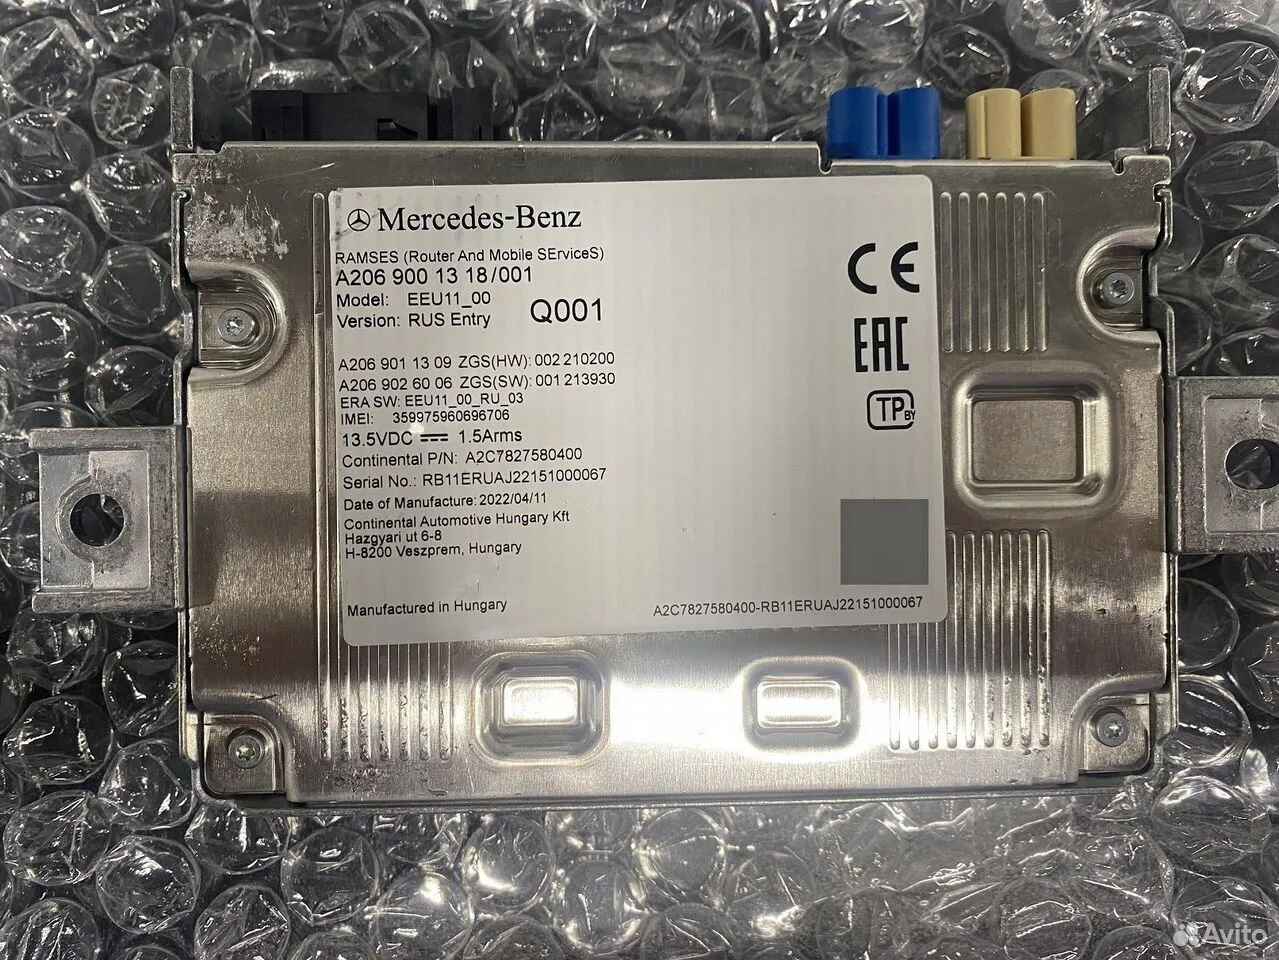 Mercedes-Benz
RAMSES (Router And Mobile SErviceS)
A206 900 13 18/001
Model: EEU11_00
Version: RUS Entry
Q001
A206 901 13 09 ZGS(HW): 002 210200
A206 902 60 06 ZGS(SW): 001 213930
ERA SW: EEU11_00_RU_03
IMEI: 359975960696706
13.5VDC 1.5Arms
Continental P/N: A2C7827580400
Serial No.: RB11ERUAJ22151000067
Date of Manufacture: 2022/04/11
Continental Automotive Hungary Kft
Hazgyari ut 6-8
H-8200 Veszprem, Hungary
Manufactured in Hungary
CE
EAC
TP BY
A2C7827580400-RB11ERUAJ22151000067
Avito